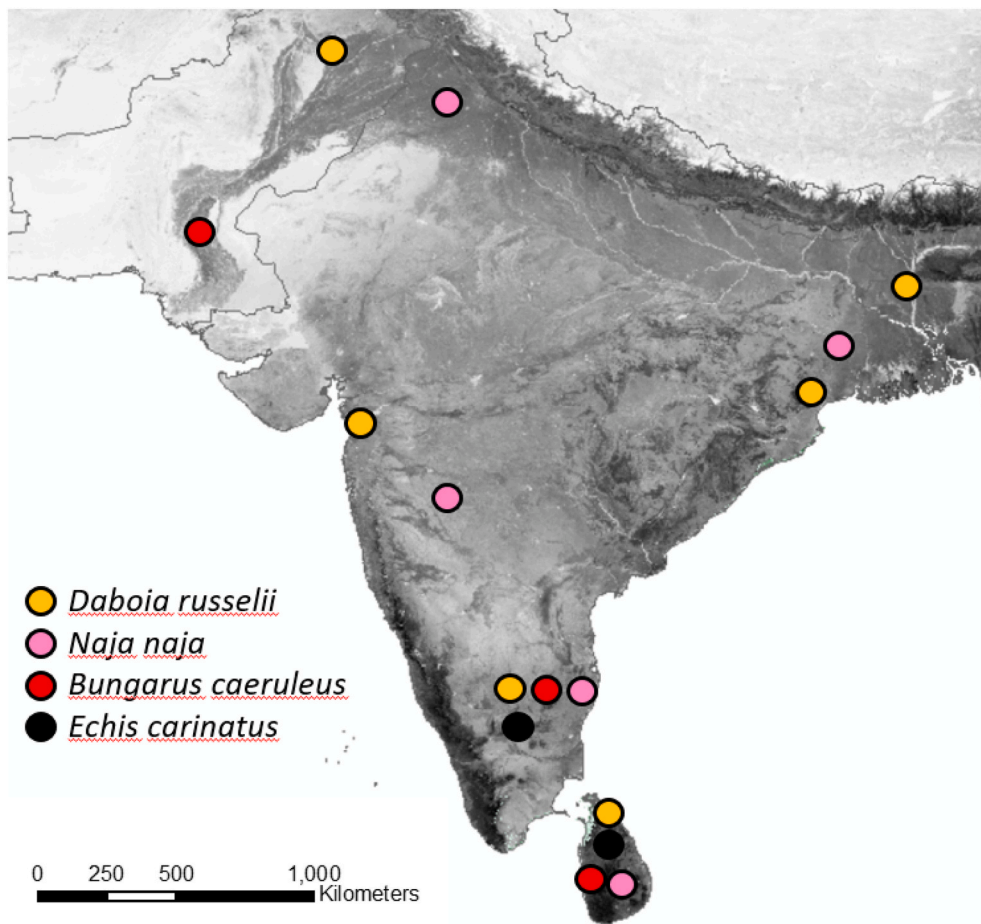 Daboia russelii
Naja naja
Bungarus caeruleus
Echis carinatus
0 250 500 1,000
Kilometers